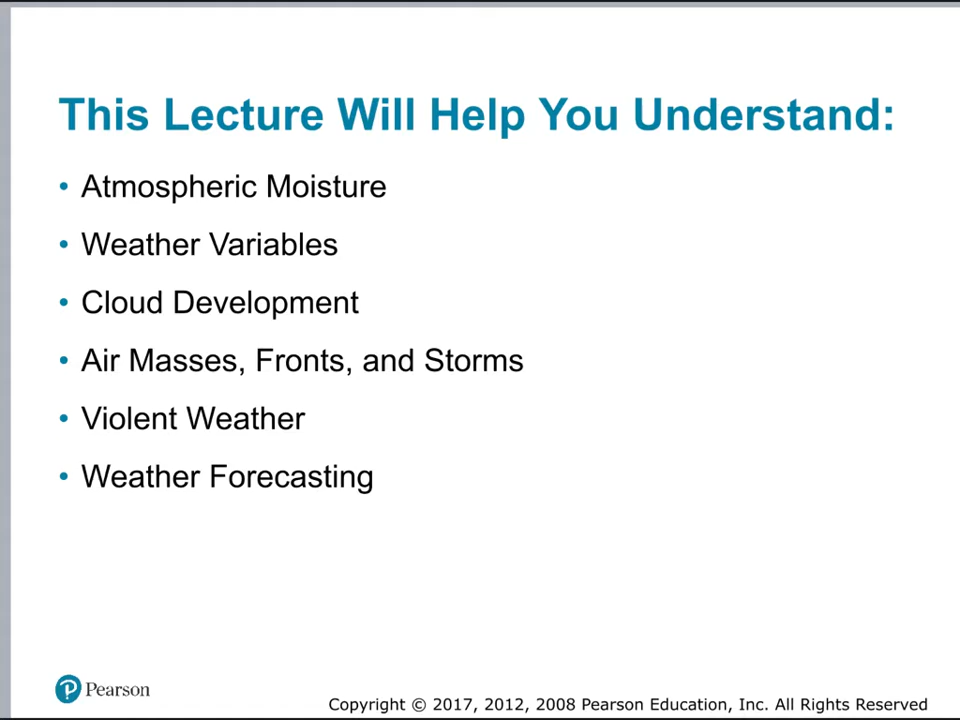 This Lecture Will Help You Understand:
• Atmospheric Moisture
• Weather Variables
• Cloud Development
• Air Masses, Fronts, and Storms
• Violent Weather
• Weather Forecasting
Pearson
Copyright © 2017, 2012, 2008 Pearson Education, Inc. All Rights Reserved